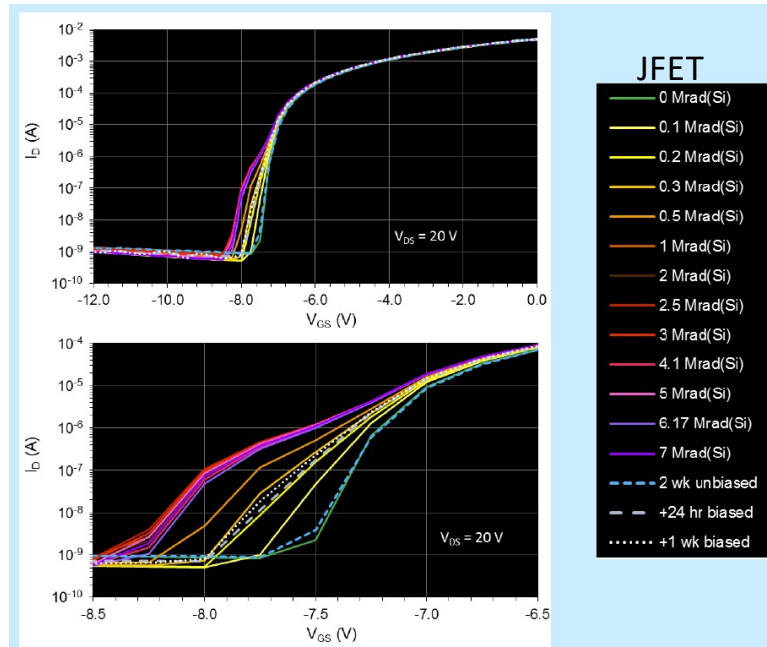 10⁻²
10⁻³
10⁻⁴
10⁻⁵
10⁻⁶
10⁻⁷
10⁻⁸
10⁻⁹
10⁻¹⁰
I_D (A)
V_DS = 20 V
-12.0 -10.0 -8.0 -6.0 -4.0 -2.0 0.0
V_GS (V)
10⁻⁴
10⁻⁵
10⁻⁶
10⁻⁷
10⁻⁸
10⁻⁹
10⁻¹⁰
I_D (A)
V_DS = 20 V
-8.5 -8.0 -7.5 -7.0 -6.5
V_GS (V)
JFET
0 Mrad(Si)
0.1 Mrad(Si)
0.2 Mrad(Si)
0.3 Mrad(Si)
0.5 Mrad(Si)
1 Mrad(Si)
2 Mrad(Si)
2.5 Mrad(Si)
3 Mrad(Si)
4.1 Mrad(Si)
5 Mrad(Si)
6.17 Mrad(Si)
7 Mrad(Si)
2 wk unbiased
+24 hr biased
+1 wk biased